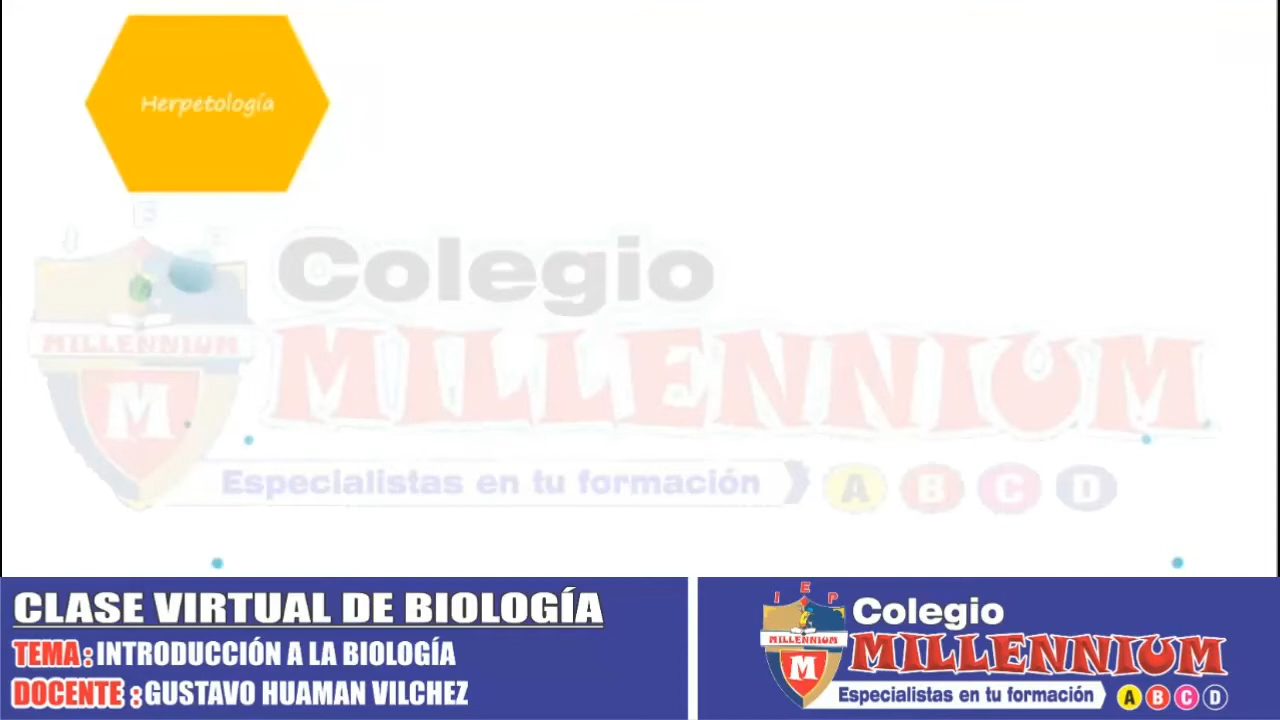 Herpetología
I E P
Colegio
MILLENNIUM
MILLENNIUM
M
Especialistas en tu formación
A B C D
CLASE VIRTUAL DE BIOLOGÍA
TEMA: INTRODUCCIÓN A LA BIOLOGÍA
DOCENTE : GUSTAVO HUAMAN VILCHEZ
I E P
Colegio
MILLENNIUM
MILLENNIUM
M
Especialistas en tu formación
A B C D